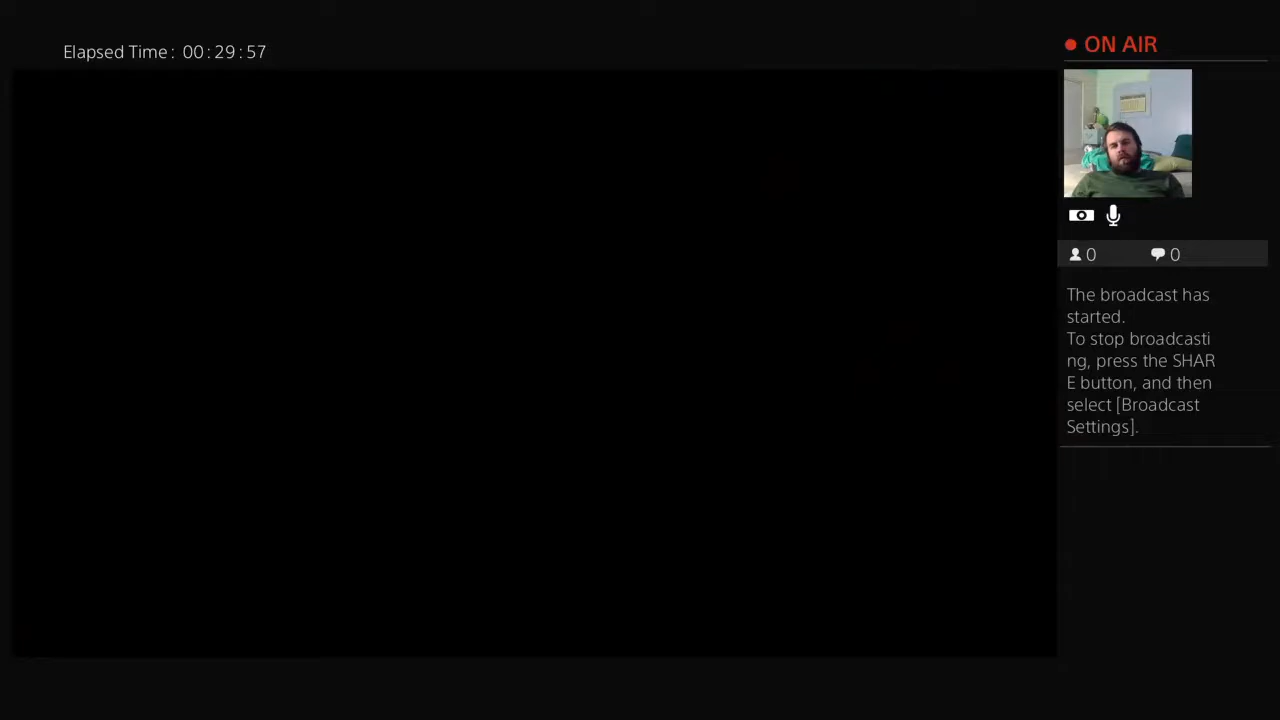 Elapsed Time: 00:29:57
ON AIR
0 0
The broadcast has
started.
To stop broadcasti
ng, press the SHAR
E button, and then
select [Broadcast
Settings].